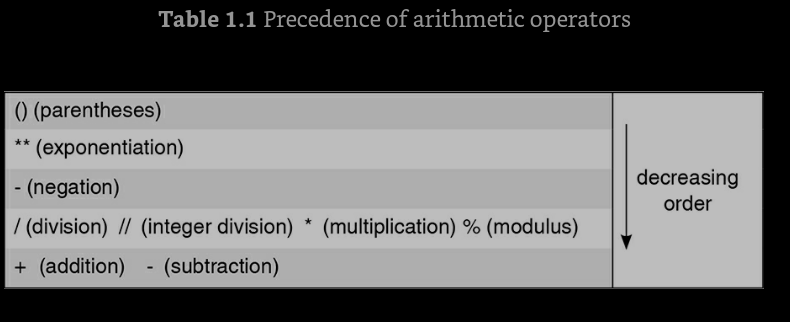 Table 1.1 Precedence of arithmetic operators
() (parentheses)
** (exponentiation)
- (negation)
/ (division) // (integer division) * (multiplication) % (modulus)
+ (addition) - (subtraction)
decreasing
order